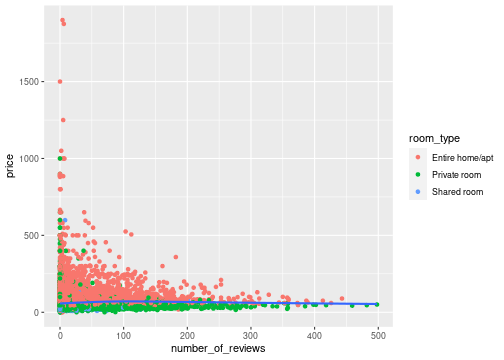 1500
1000
500
0
price
0
100
200
300
400
500
number_of_reviews
room_type
Entire home/apt
Private room
Shared room